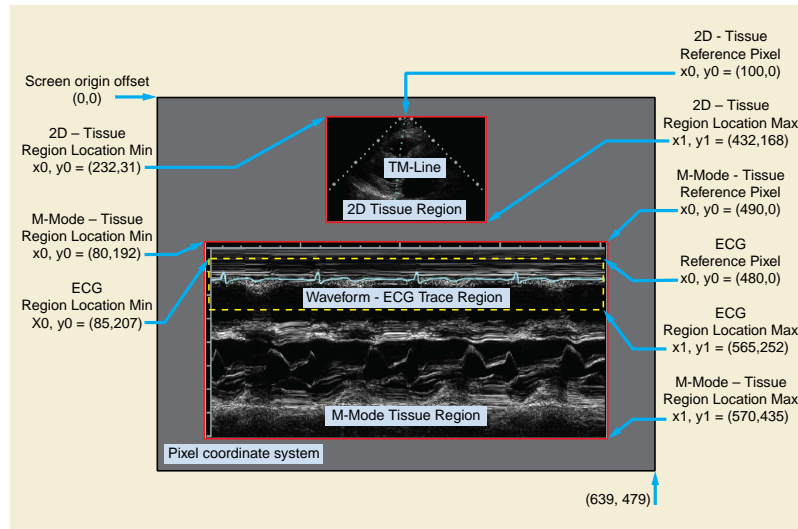 Screen origin offset
(0,0)
2D – Tissue
Region Location Min
x0, y0 = (232,31)
M-Mode – Tissue
Region Location Min
x0, y0 = (80,192)
ECG
Region Location Min
X0, y0 = (85,207)
TM-Line
2D Tissue Region
Waveform - ECG Trace Region
M-Mode Tissue Region
Pixel coordinate system
2D - Tissue
Reference Pixel
x0, y0 = (100,0)
2D – Tissue
Region Location Max
x1, y1 = (432,168)
M-Mode - Tissue
Reference Pixel
x0, y0 = (490,0)
ECG
Reference Pixel
x0, y0 = (480,0)
ECG
Region Location Max
x1, y1 = (565,252)
M-Mode – Tissue
Region Location Max
x1, y1 = (570,435)
(639, 479)